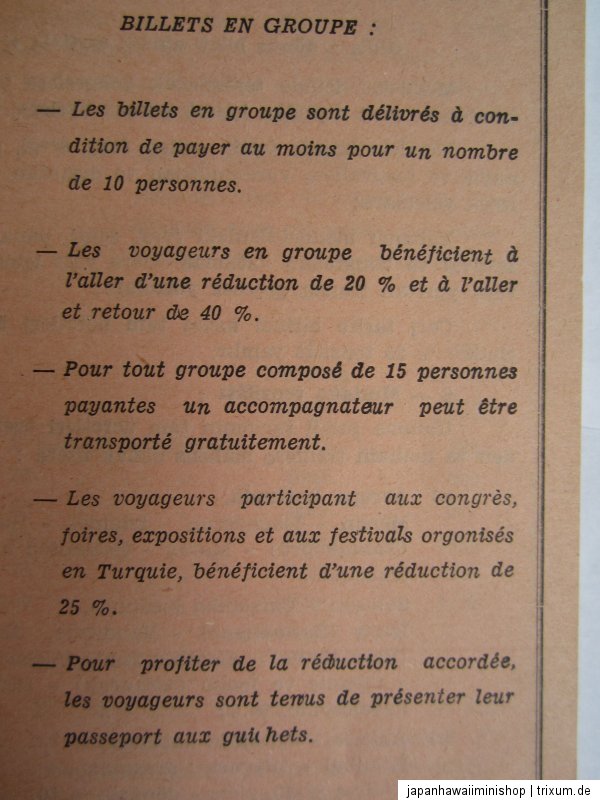 BILLETS EN GROUPE :
— Les billets en groupe sont délivrés à con-
dition de payer au moins pour un nombre
de 10 personnes.
— Les voyageurs en groupe bénéficient à
l'aller d'une réduction de 20 % et à l'aller
et retour de 40 %.
— Pour tout groupe composé de 15 personnes
payantes un accompagnateur peut être
transporté gratuitement.
— Les voyageurs participant aux congrès,
foires, expositions et aux festivals orgonisés
en Turquie, bénéficient d'une réduction de
25 %.
— Pour profiter de la réduction accordée,
les voyageurs sont tenus de présenter leur
passeport aux guichets.
japanhawaiiminishop | trixum.de